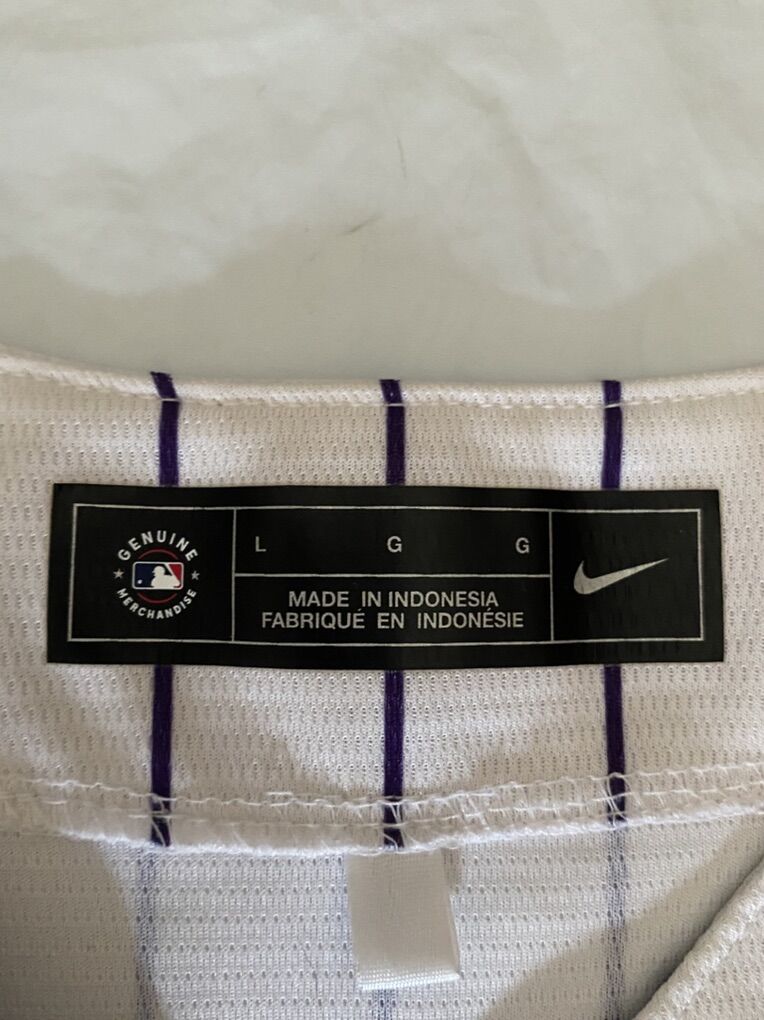 GENUINE
MERCHANDISE
L G G
MADE IN INDONESIA
FABRIQUÉ EN INDONÉSIE